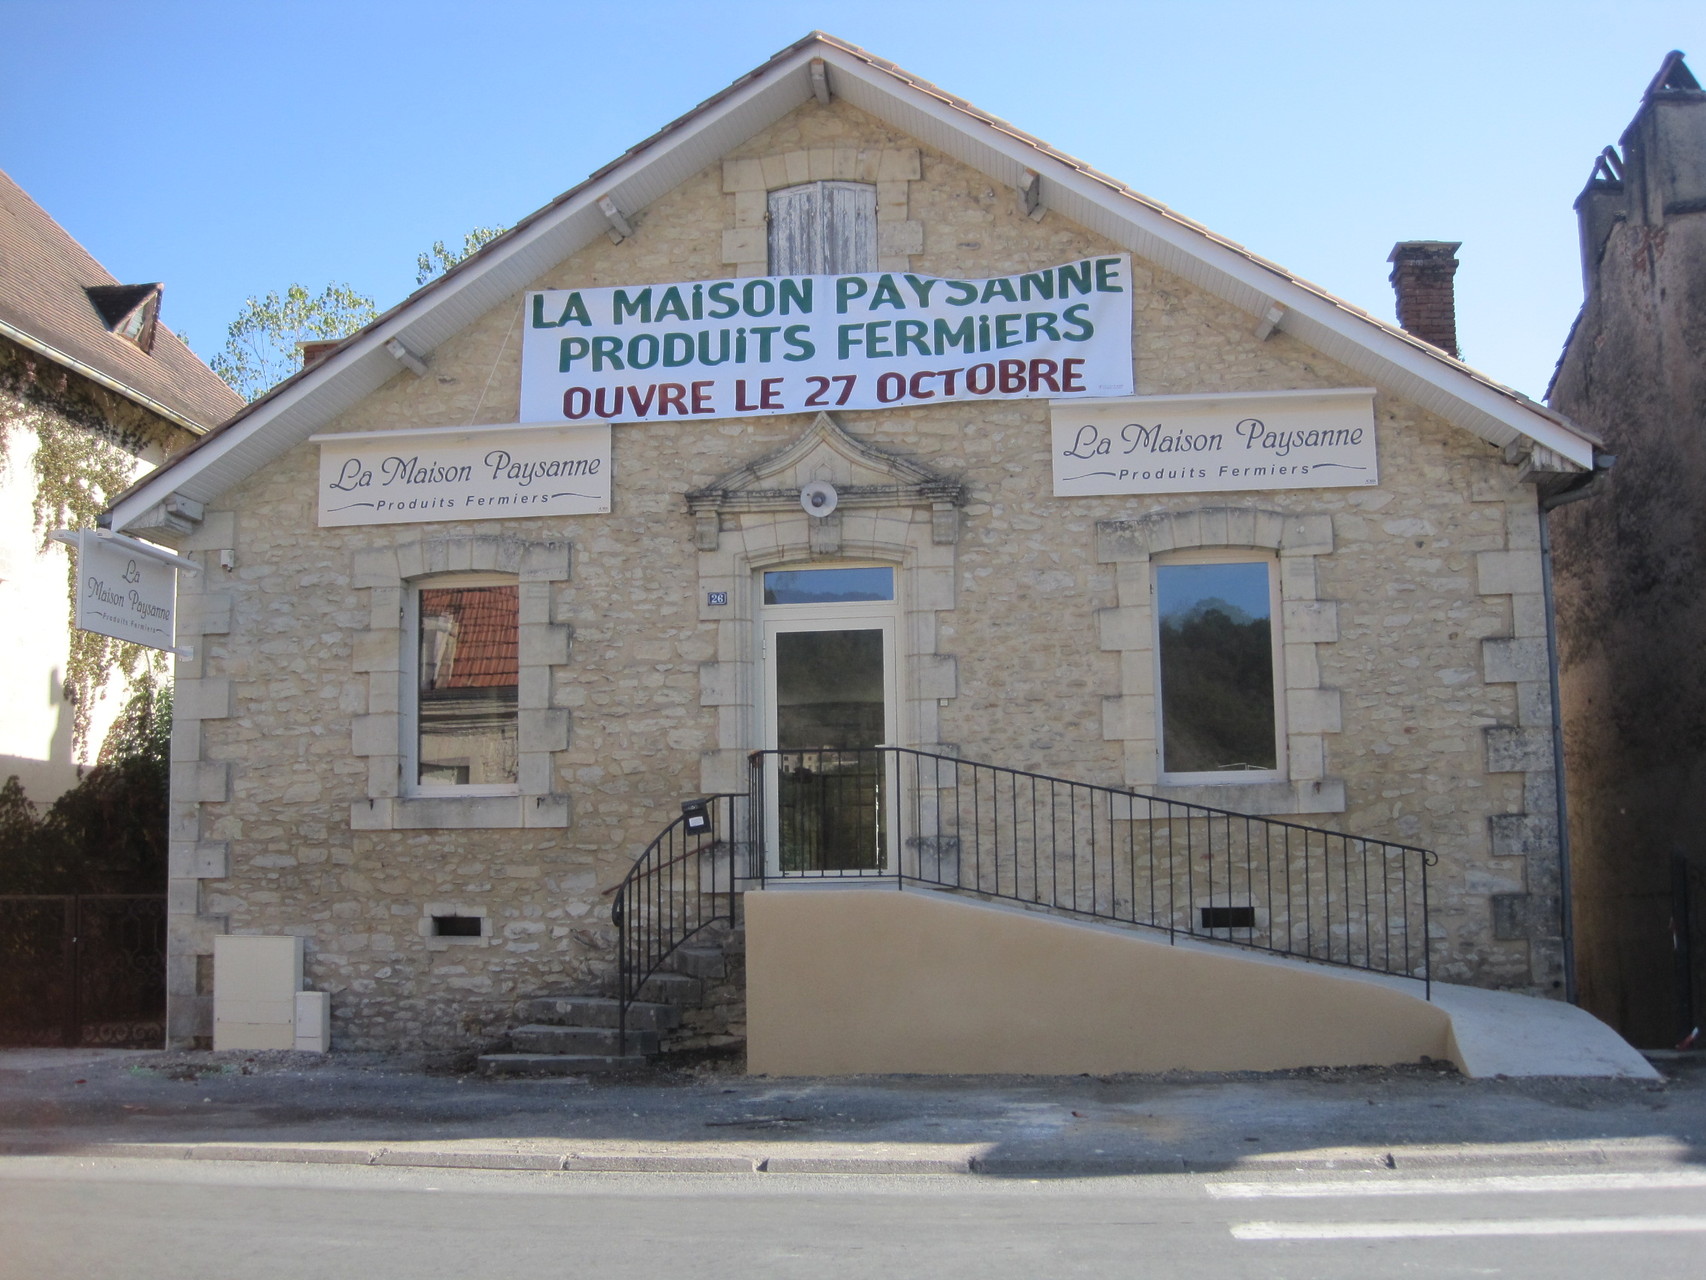 LA MAiSON PAYSANNE
PRODUiTS FERMiERS
OUVRE LE 27 OCTOBRE
La Maison Paysanne
Produits Fermiers
La Maison Paysanne
Produits Fermiers
La
Maison Paysanne
Produits Fermiers
26